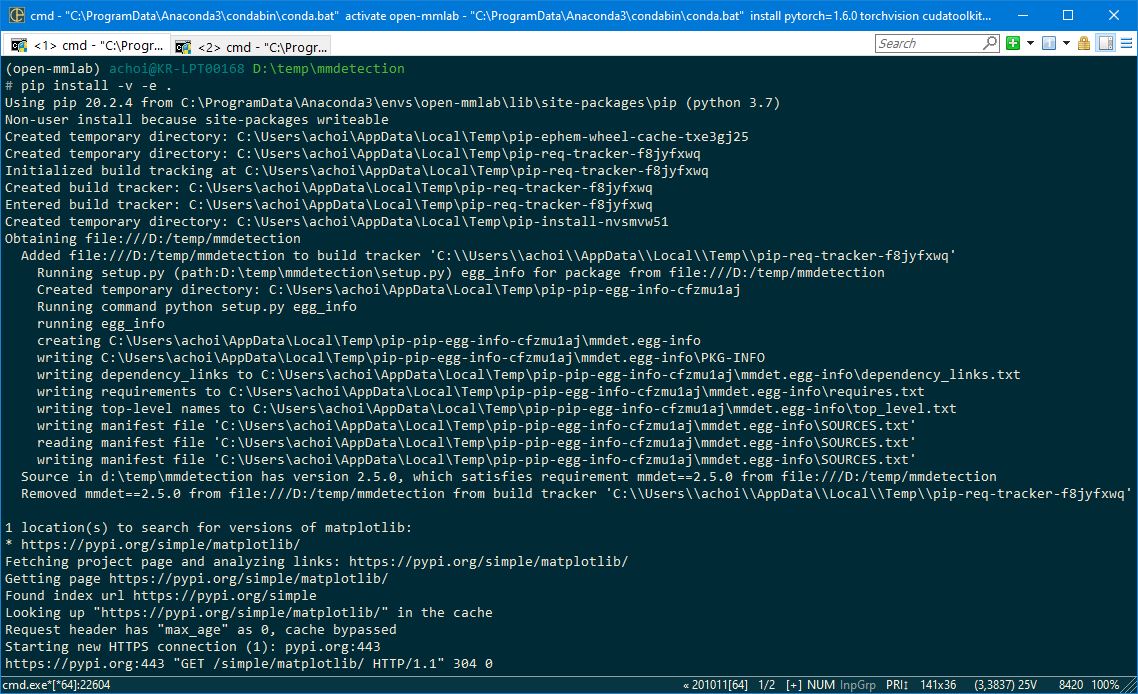 cmd - "C:\ProgramData\Anaconda3\condabin\conda.bat"  activate open-mmlab - "C:\ProgramData\Anaconda3\condabin\conda.bat"  install pytorch=1.6.0 torchvision cudatoolkit...
<1> cmd - "C:\Progr... <2> cmd - "C:\Progr... Search
(open-mmlab) achoi@KR-LPT00168 D:\temp\mmdetection
# pip install -v -e .
Using pip 20.2.4 from C:\ProgramData\Anaconda3\envs\open-mmlab\lib\site-packages\pip (python 3.7)
Non-user install because site-packages writeable
Created temporary directory: C:\Users\achoi\AppData\Local\Temp\pip-ephem-wheel-cache-txe3gj25
Created temporary directory: C:\Users\achoi\AppData\Local\Temp\pip-req-tracker-f8jyfxwq
Initialized build tracking at C:\Users\achoi\AppData\Local\Temp\pip-req-tracker-f8jyfxwq
Created build tracker: C:\Users\achoi\AppData\Local\Temp\pip-req-tracker-f8jyfxwq
Entered build tracker: C:\Users\achoi\AppData\Local\Temp\pip-req-tracker-f8jyfxwq
Created temporary directory: C:\Users\achoi\AppData\Local\Temp\pip-install-nvsmvw51
Obtaining file:///D:/temp/mmdetection
  Added file:///D:/temp/mmdetection to build tracker 'C:\\Users\\achoi\\AppData\\Local\\Temp\\pip-req-tracker-f8jyfxwq'
    Running setup.py (path:D:\temp\mmdetection\setup.py) egg_info for package from file:///D:/temp/mmdetection
    Created temporary directory: C:\Users\achoi\AppData\Local\Temp\pip-pip-egg-info-cfzmu1aj
    Running command python setup.py egg_info
    running egg_info
    creating C:\Users\achoi\AppData\Local\Temp\pip-pip-egg-info-cfzmu1aj\mmdet.egg-info
    writing C:\Users\achoi\AppData\Local\Temp\pip-pip-egg-info-cfzmu1aj\mmdet.egg-info\PKG-INFO
    writing dependency_links to C:\Users\achoi\AppData\Local\Temp\pip-pip-egg-info-cfzmu1aj\mmdet.egg-info\dependency_links.txt
    writing requirements to C:\Users\achoi\AppData\Local\Temp\pip-pip-egg-info-cfzmu1aj\mmdet.egg-info\requires.txt
    writing top-level names to C:\Users\achoi\AppData\Local\Temp\pip-pip-egg-info-cfzmu1aj\mmdet.egg-info\top_level.txt
    writing manifest file 'C:\Users\achoi\AppData\Local\Temp\pip-pip-egg-info-cfzmu1aj\mmdet.egg-info\SOURCES.txt'
    reading manifest file 'C:\Users\achoi\AppData\Local\Temp\pip-pip-egg-info-cfzmu1aj\mmdet.egg-info\SOURCES.txt'
    writing manifest file 'C:\Users\achoi\AppData\Local\Temp\pip-pip-egg-info-cfzmu1aj\mmdet.egg-info\SOURCES.txt'
  Source in d:\temp\mmdetection has version 2.5.0, which satisfies requirement mmdet==2.5.0 from file:///D:/temp/mmdetection
  Removed mmdet==2.5.0 from file:///D:/temp/mmdetection from build tracker 'C:\\Users\\achoi\\AppData\\Local\\Temp\\pip-req-tracker-f8jyfxwq'
1 location(s) to search for versions of matplotlib:
* https://pypi.org/simple/matplotlib/
Fetching project page and analyzing links: https://pypi.org/simple/matplotlib/
Getting page https://pypi.org/simple/matplotlib/
Found index url https://pypi.org/simple
Looking up "https://pypi.org/simple/matplotlib/" in the cache
Request header has "max_age" as 0, cache bypassed
Starting new HTTPS connection (1): pypi.org:443
https://pypi.org:443 "GET /simple/matplotlib/ HTTP/1.1" 304 0
cmd.exe*[*64]:22604 « 201011[64] 1/2 [+] NUM InpGrp PRI↕ 141x36 (3,3837) 25V 8420 100%